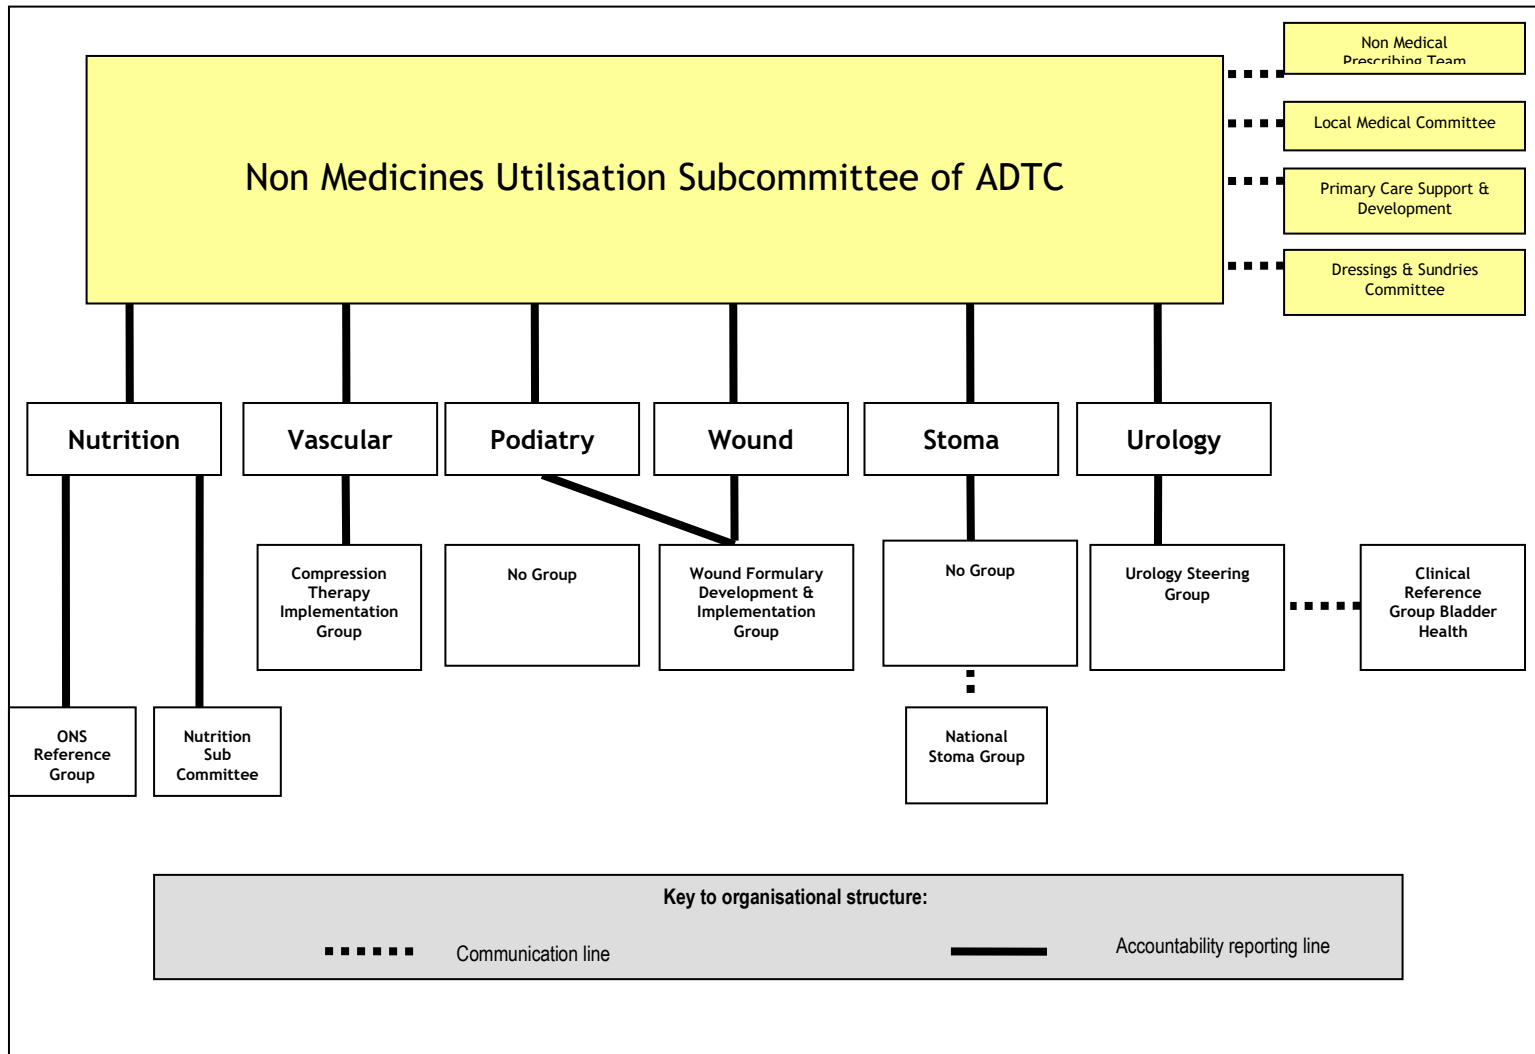 Non Medical
Prescribing Team
Non Medicines Utilisation Subcommittee of ADTC
Local Medical Committee
Primary Care Support &
Development
Dressings & Sundries
Committee
Nutrition
Vascular
Podiatry
Wound
Stoma
Urology
Compression
Therapy
Implementation
Group
No Group
Wound Formulary
Development &
Implementation
Group
No Group
Urology Steering
Group
Clinical
Reference
Group Bladder
Health
ONS
Reference
Group
Nutrition
Sub
Committee
National
Stoma Group
Key to organisational structure:
Communication line
Accountability reporting line